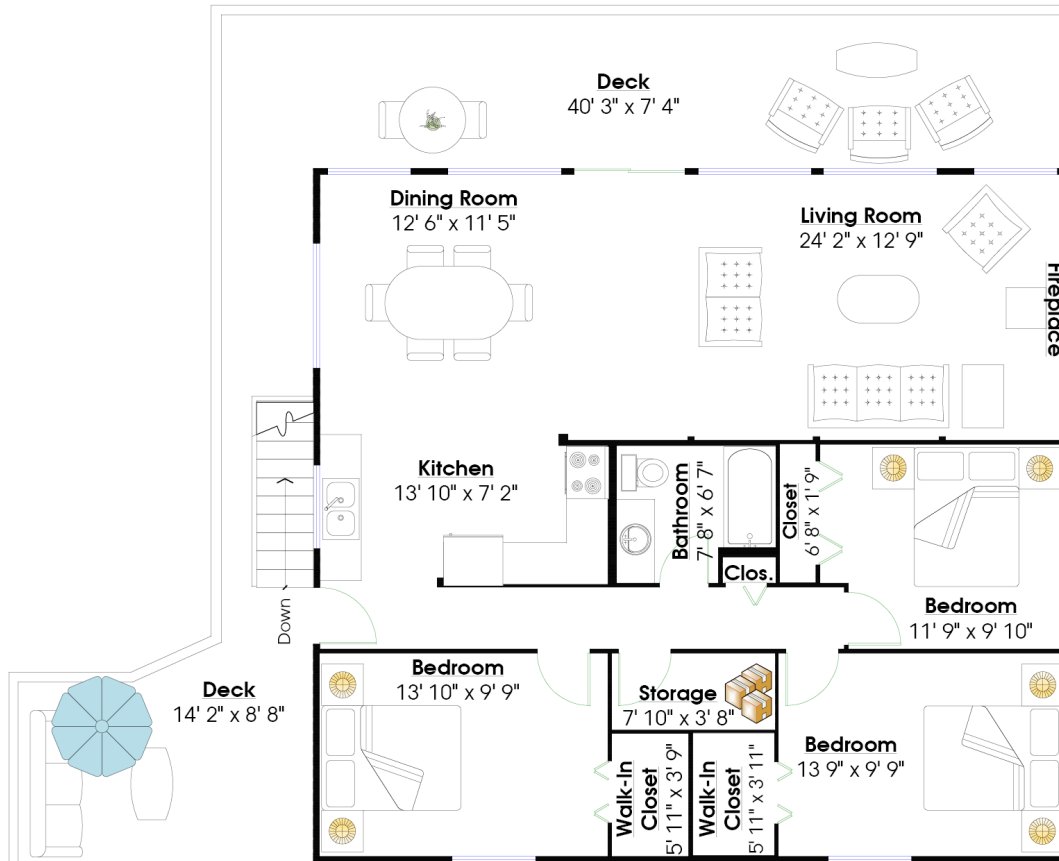 Deck
40' 3" x 7' 4"
Dining Room
12' 6" x 11' 5"
Living Room
24' 2" x 12' 9"
Fireplace
Kitchen
13' 10" x 7' 2"
Bathroom
7' 8" x 6' 7"
Closet
6' 8" x 1' 9"
Clos.
Bedroom
11' 9" x 9' 10"
Down
Deck
14' 2" x 8' 8"
Bedroom
13' 10" x 9' 9"
Storage
7' 10" x 3' 8"
Walk-In
Closet
5' 11" x 3' 9"
Walk-In
Closet
5' 11" x 3' 11"
Bedroom
13 9" x 9' 9"